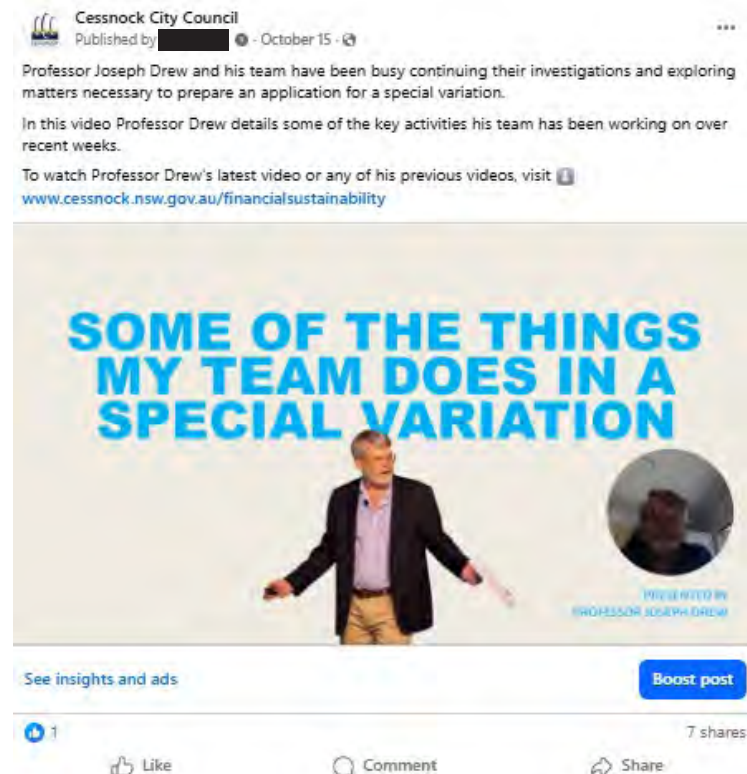 Cessnock City Council
Published by · October 15 ·
Professor Joseph Drew and his team have been busy continuing their investigations and exploring
matters necessary to prepare an application for a special variation.
In this video Professor Drew details some of the key activities his team has been working on over
recent weeks.
To watch Professor Drew's latest video or any of his previous videos, visit
www.cessnock.nsw.gov.au/financialsustainability
SOME OF THE THINGS
MY TEAM DOES IN A
SPECIAL VARIATION
PRESENTED BY
PROFESSOR JOSEPH DREW
See insights and ads
Boost post
1
7 shares
Like
Comment
Share